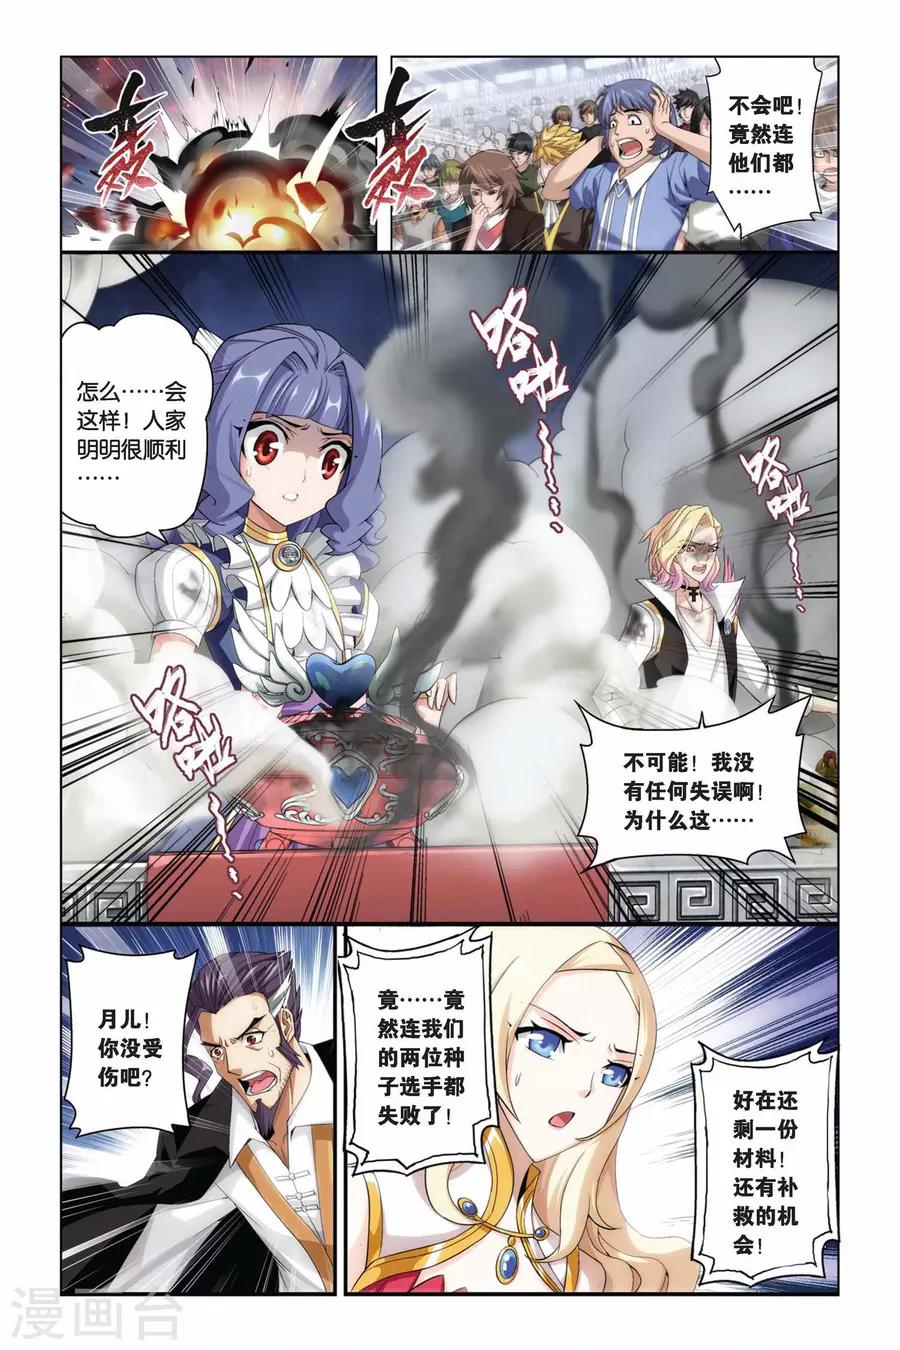 轰
轰
不会吧！
竟然连
他们都
……
怎么……会
这样！人家
明明很顺利
……
咯
啦
咯
啦
咯
啦
不可能！我没
有任何失误啊！
为什么这……
月儿！
你没受
伤吧？
竟……竟
然连我们
的两位种
子选手都
失败了！
好在还
剩一份
材料！
还有补
救的机
会！
漫画台